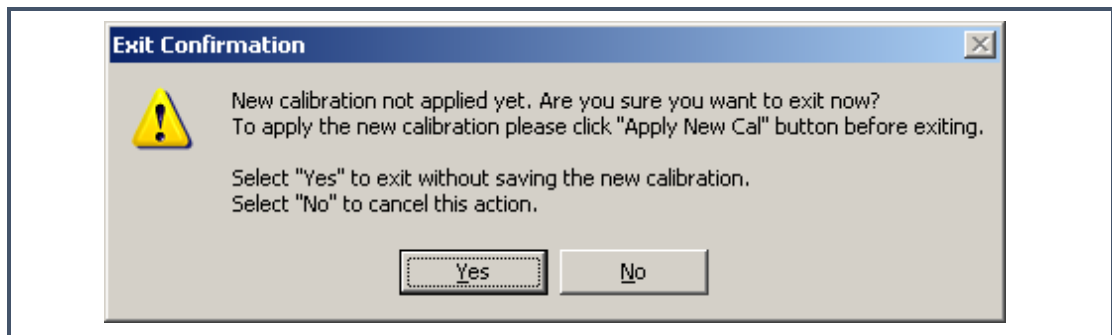 Exit Confirmation
New calibration not applied yet. Are you sure you want to exit now?
To apply the new calibration please click "Apply New Cal" button before exiting.
Select "Yes" to exit without saving the new calibration.
Select "No" to cancel this action.
Yes
No